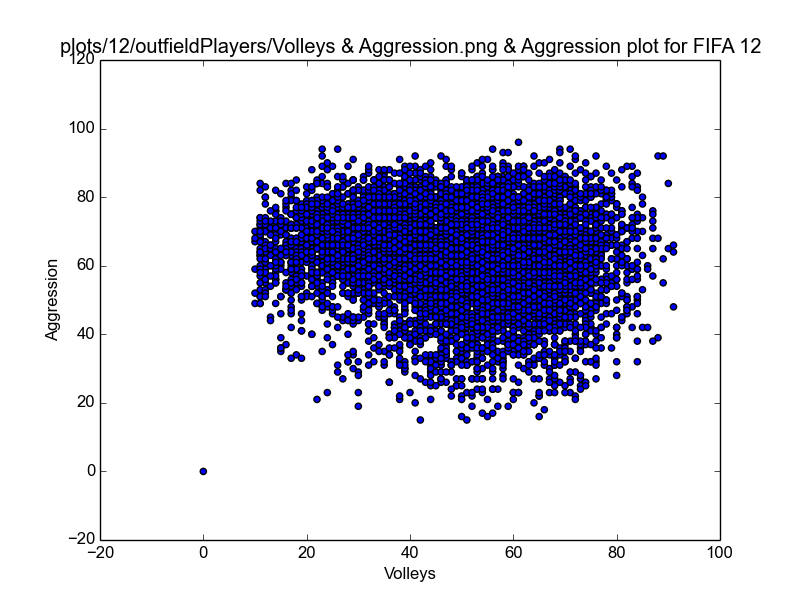 plots/12/outfieldPlayers/Volleys & Aggression.png & Aggression plot for FIFA 12
120
100
80
60
40
20
0
−20
Aggression
−20 0 20 40 60 80 100
Volleys